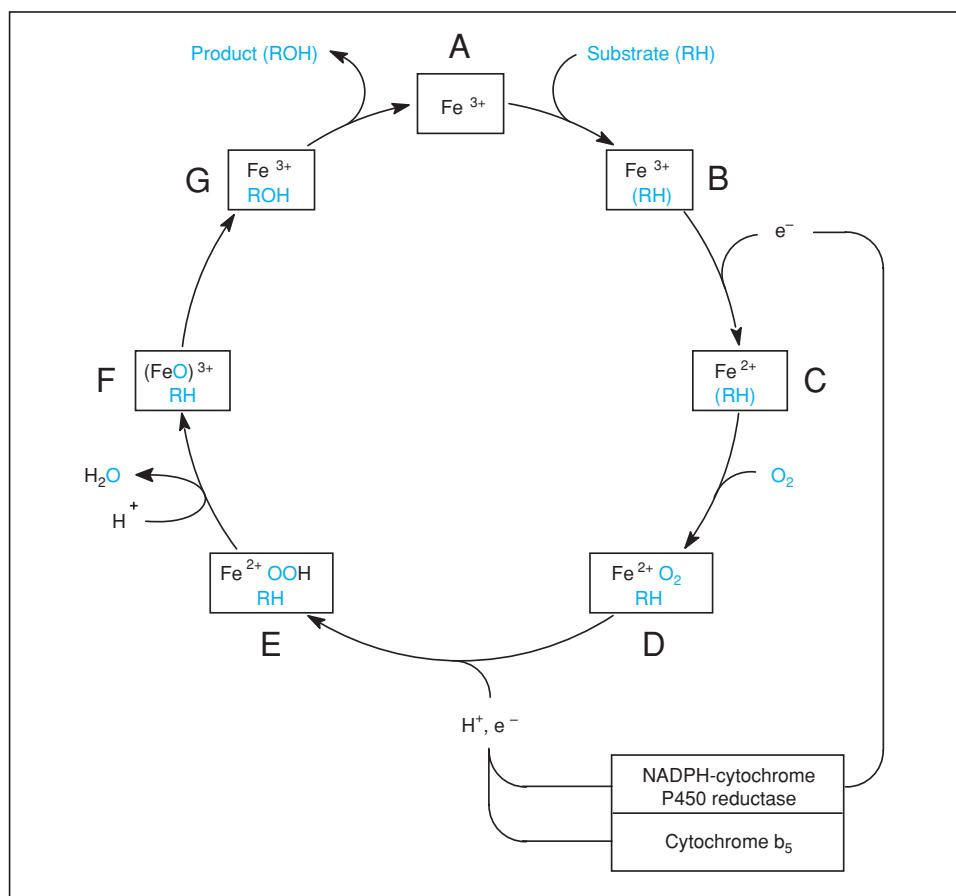 Product (ROH)
A
Substrate (RH)
Fe ³⁺
G
Fe ³⁺
ROH
Fe ³⁺
(RH)
B
e⁻
F
(FeO) ³⁺
RH
Fe ²⁺
(RH)
C
H₂O
H⁺
O₂
Fe ²⁺ OOH
RH
Fe ²⁺ O₂
RH
E
D
H⁺, e⁻
NADPH-cytochrome
P450 reductase
Cytochrome b₅